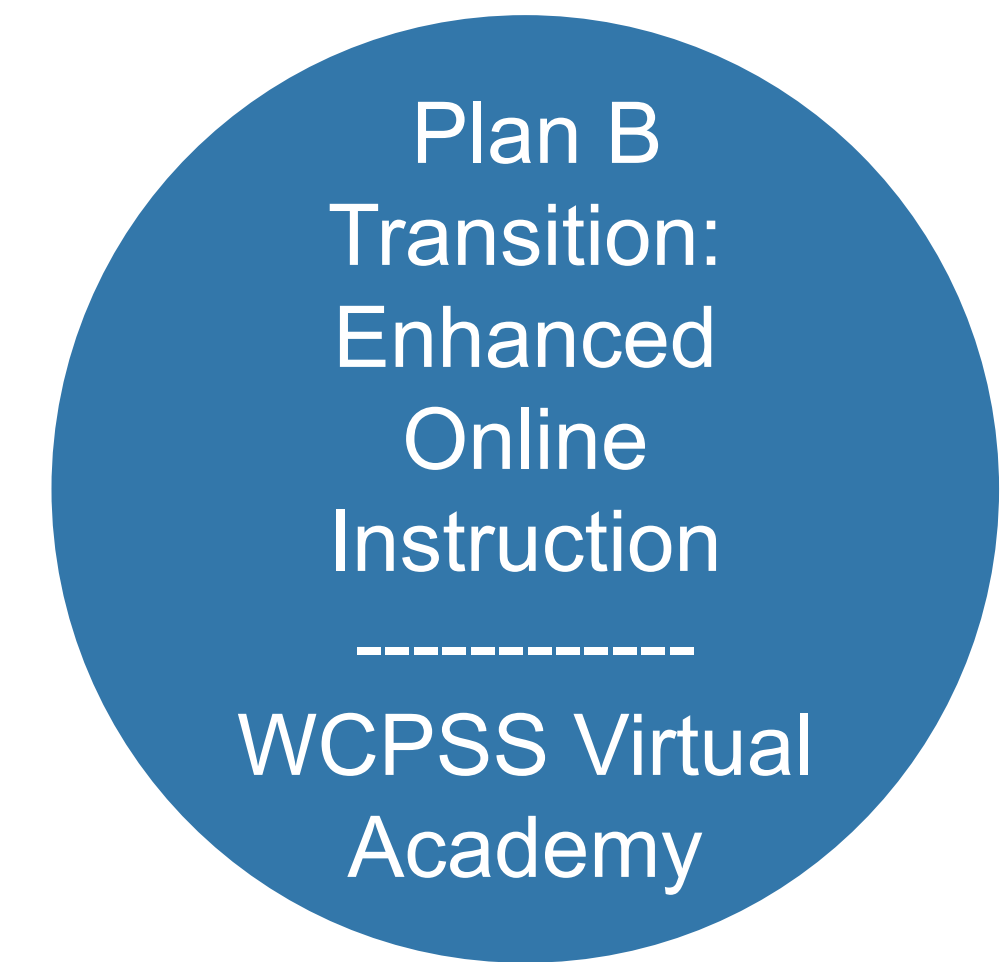 Plan B
Transition:
Enhanced
Online
Instruction
------------
WCPSS Virtual
Academy